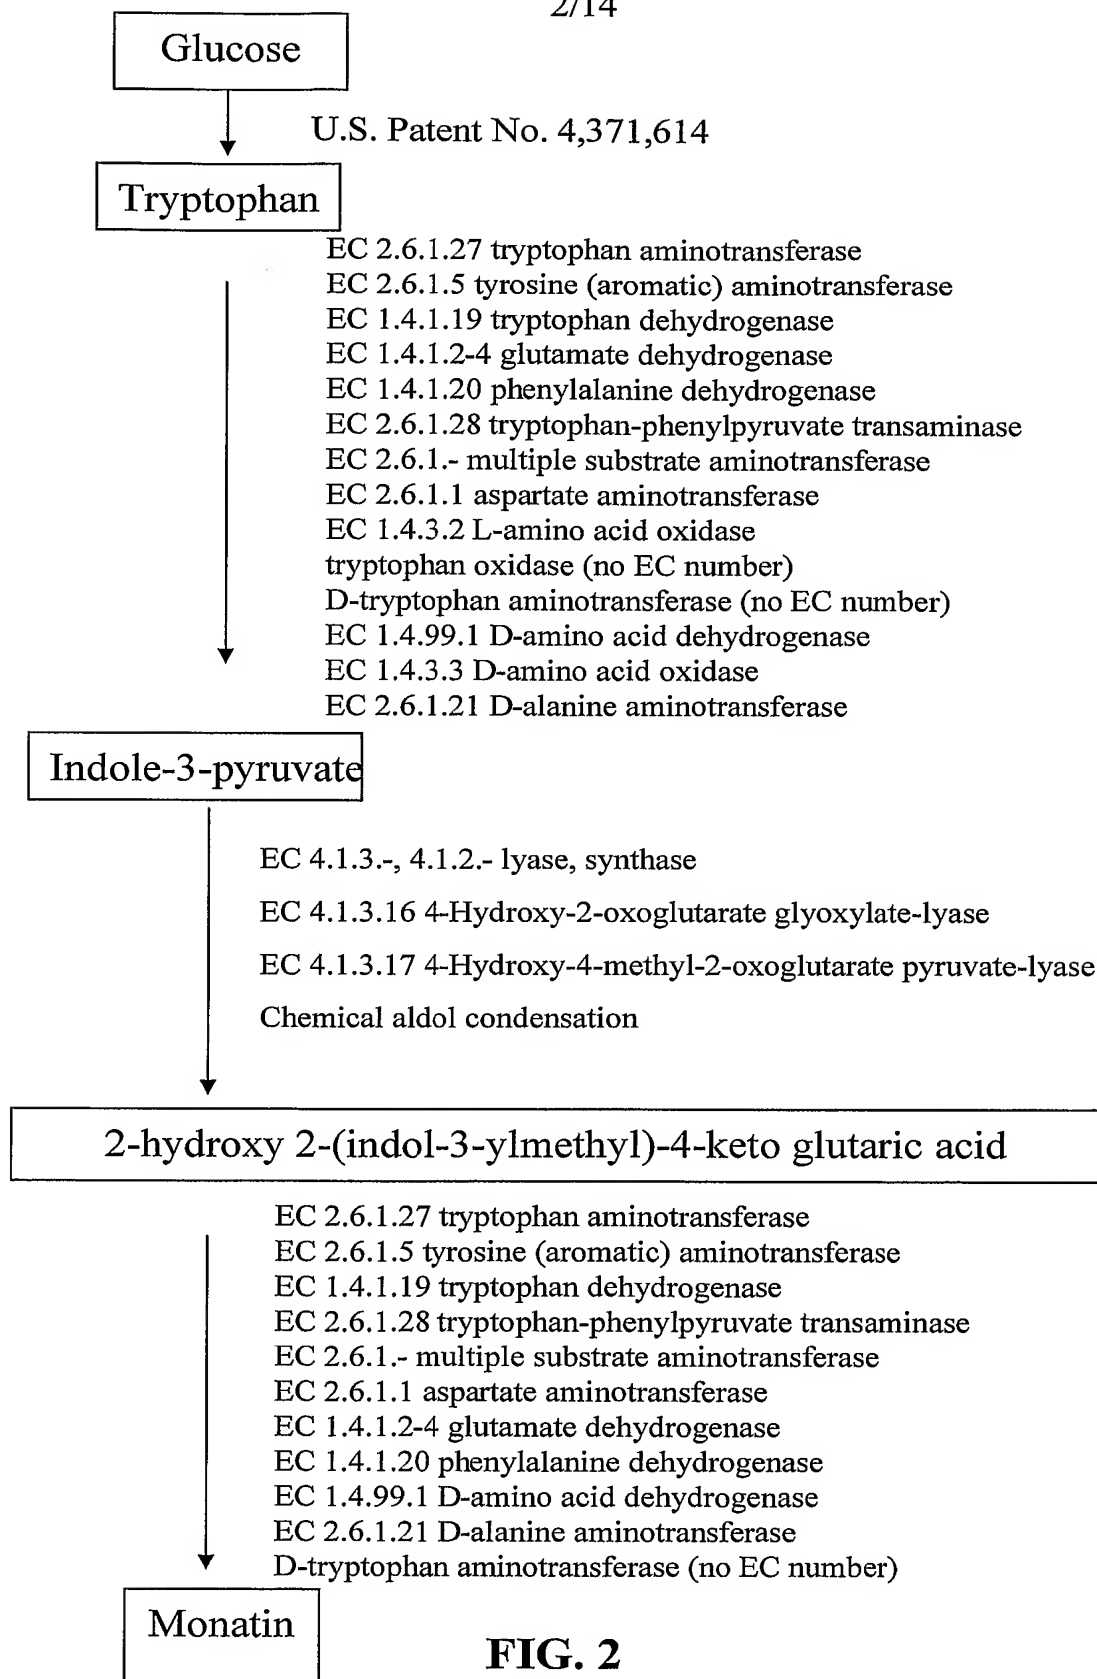 2/14
Glucose
U.S. Patent No. 4,371,614
Tryptophan
EC 2.6.1.27 tryptophan aminotransferase
EC 2.6.1.5 tyrosine (aromatic) aminotransferase
EC 1.4.1.19 tryptophan dehydrogenase
EC 1.4.1.2-4 glutamate dehydrogenase
EC 1.4.1.20 phenylalanine dehydrogenase
EC 2.6.1.28 tryptophan-phenylpyruvate transaminase
EC 2.6.1.- multiple substrate aminotransferase
EC 2.6.1.1 aspartate aminotransferase
EC 1.4.3.2 L-amino acid oxidase
tryptophan oxidase (no EC number)
D-tryptophan aminotransferase (no EC number)
EC 1.4.99.1 D-amino acid dehydrogenase
EC 1.4.3.3 D-amino acid oxidase
EC 2.6.1.21 D-alanine aminotransferase
Indole-3-pyruvate
EC 4.1.3.-, 4.1.2.- lyase, synthase
EC 4.1.3.16 4-Hydroxy-2-oxoglutarate glyoxylate-lyase
EC 4.1.3.17 4-Hydroxy-4-methyl-2-oxoglutarate pyruvate-lyase
Chemical aldol condensation
2-hydroxy 2-(indol-3-ylmethyl)-4-keto glutaric acid
EC 2.6.1.27 tryptophan aminotransferase
EC 2.6.1.5 tyrosine (aromatic) aminotransferase
EC 1.4.1.19 tryptophan dehydrogenase
EC 2.6.1.28 tryptophan-phenylpyruvate transaminase
EC 2.6.1.- multiple substrate aminotransferase
EC 2.6.1.1 aspartate aminotransferase
EC 1.4.1.2-4 glutamate dehydrogenase
EC 1.4.1.20 phenylalanine dehydrogenase
EC 1.4.99.1 D-amino acid dehydrogenase
EC 2.6.1.21 D-alanine aminotransferase
D-tryptophan aminotransferase (no EC number)
Monatin
FIG. 2